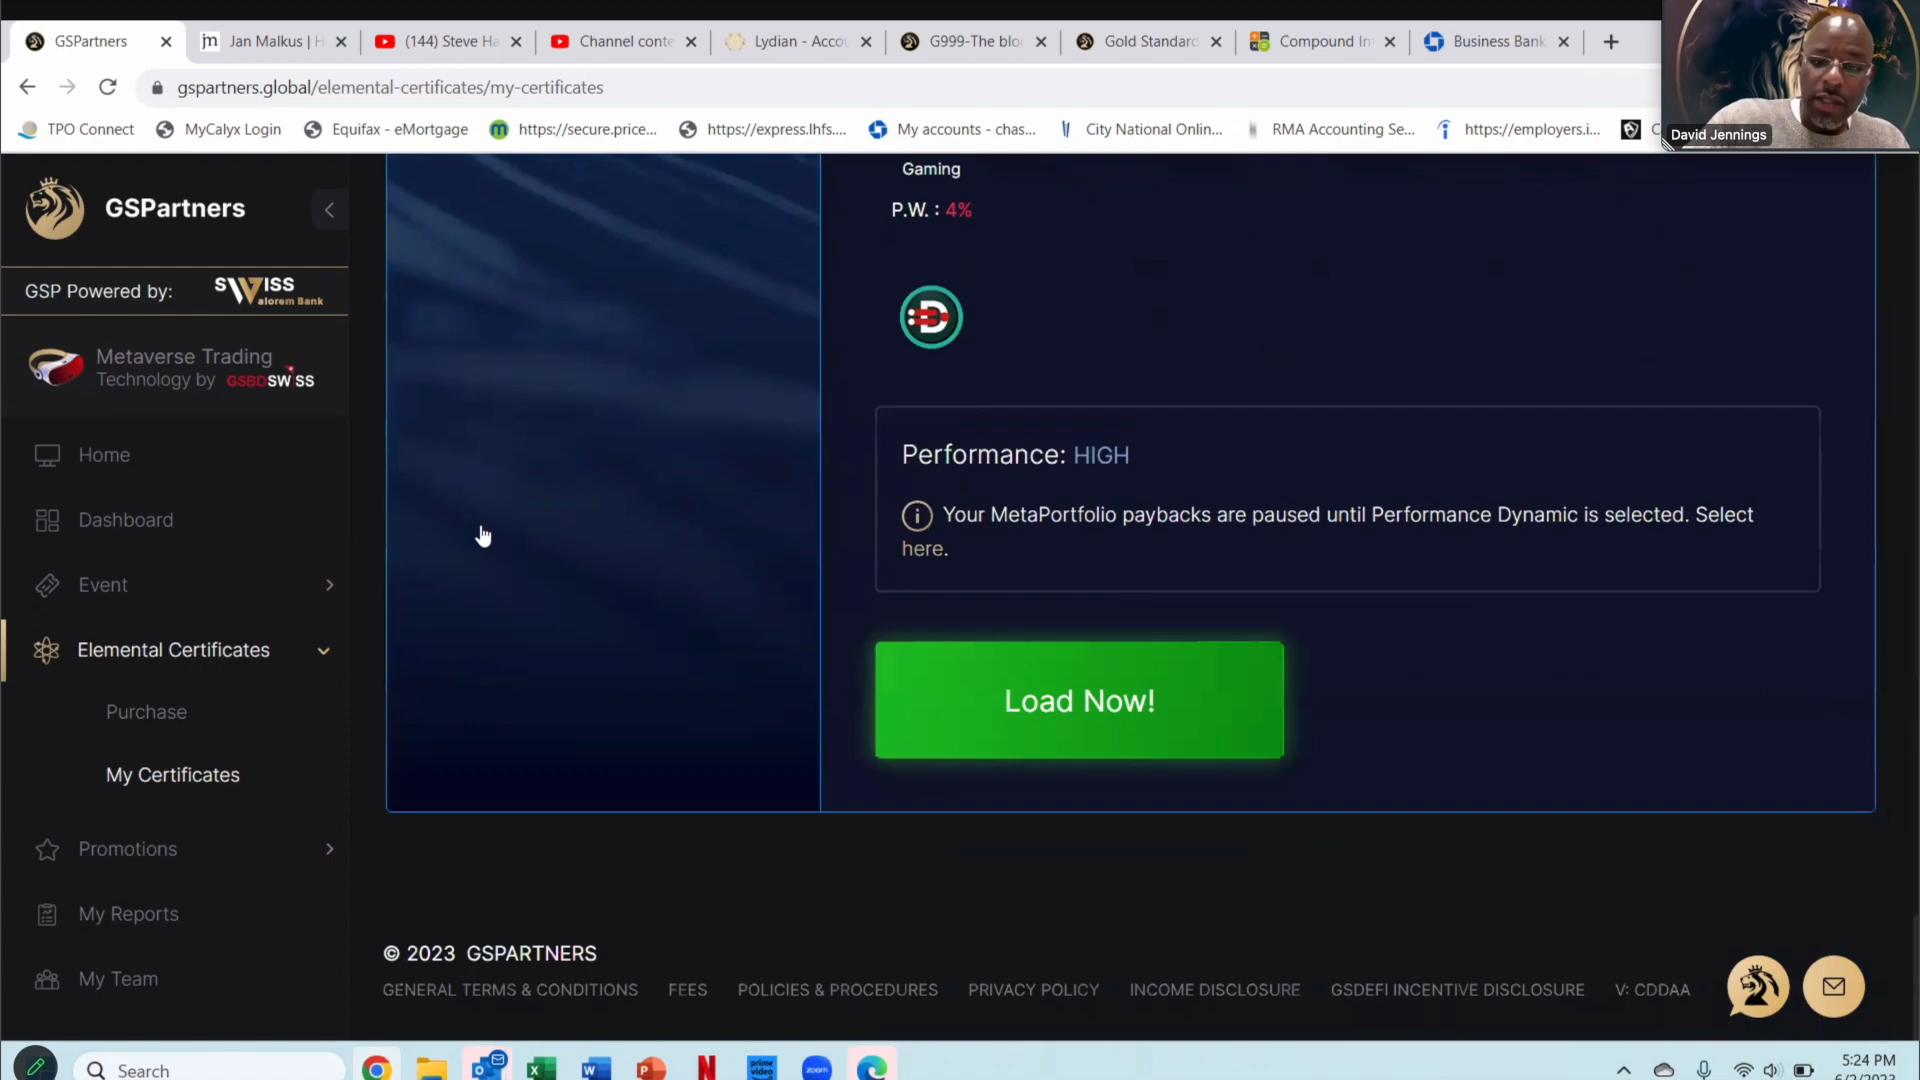 GSPartners
Jan Malkus | H
(144) Steve Ha
Channel conte
Lydian - Accou
G999-The blo
Gold Standard
Compound In
Business Bank
gspartners.global/elemental-certificates/my-certificates
TPO Connect
MyCalyx Login
Equifax - eMortgage
https://secure.price...
https://express.lhfs....
My accounts - chas...
City National Onlin...
RMA Accounting Se...
https://employers.i...
David Jennings
GSPartners
GSP Powered by:
SWISS
alorem Bank
Metaverse Trading
Technology by GSBDSWISS
Home
Dashboard
Event
Elemental Certificates
Purchase
My Certificates
Promotions
My Reports
My Team
Gaming
P.W. : 4%
Performance: HIGH
Your MetaPortfolio paybacks are paused until Performance Dynamic is selected. Select
here.
Load Now!
© 2023 GSPARTNERS
GENERAL TERMS & CONDITIONS
FEES
POLICIES & PROCEDURES
PRIVACY POLICY
INCOME DISCLOSURE
GSDEFI INCENTIVE DISCLOSURE
V: CDDAA
Search
prime
video
zoom
5:24 PM